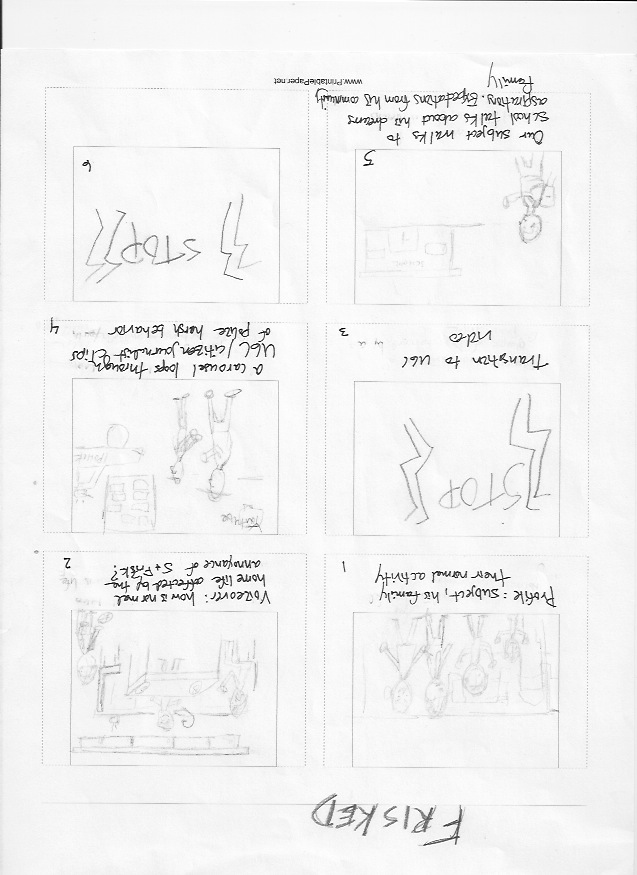 FRISKED
Profile: subject, his family
their normal activity
1
Voiceover: how is normal
home life affected by the
annoyance of S + Frisk?
2
STOP
Transition to UGC
video
3
YouTube
POLICE
A carousel loops through
UGC/citizen journalist clips
of police harsh behavior
4
5
Our subject walks to
school talks about his dreams
aspirations. Expectations from his community
family
STOP
6
www.PrintablePaper.net